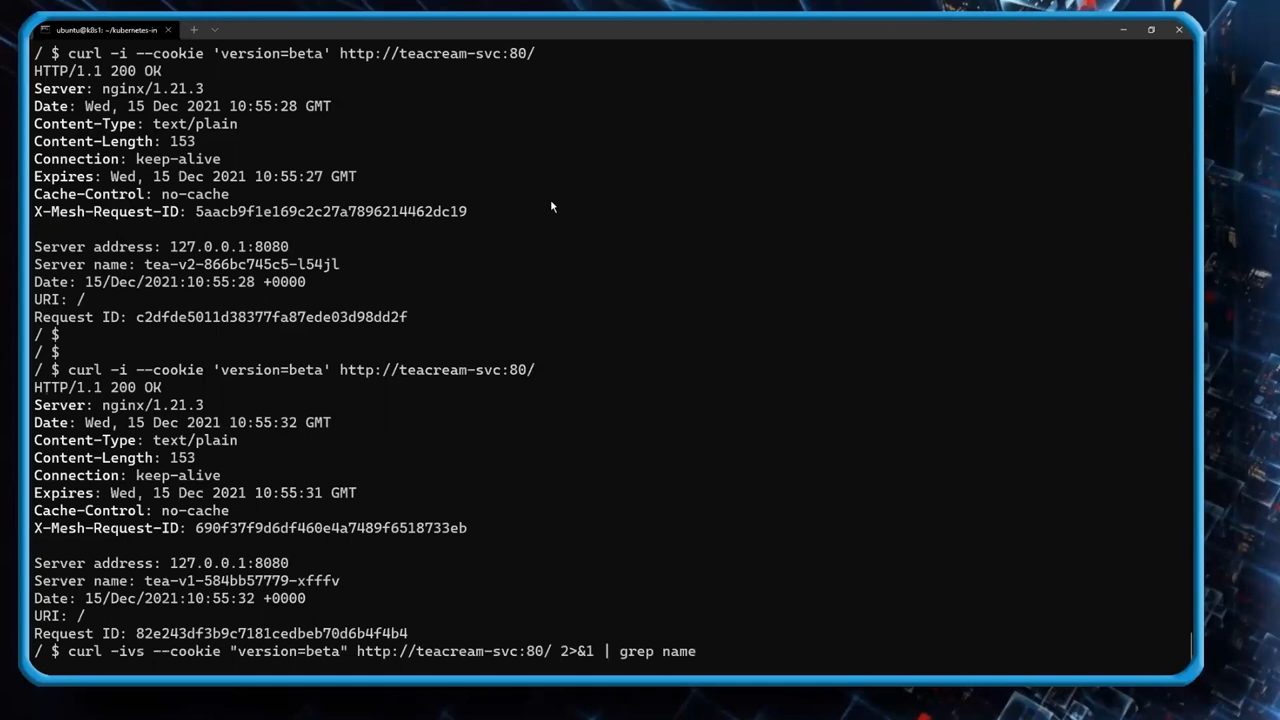 ubuntu@k8s1: ~/kubernetes-in
/ $ curl -i --cookie 'version=beta' http://teacream-svc:80/
HTTP/1.1 200 OK
Server: nginx/1.21.3
Date: Wed, 15 Dec 2021 10:55:28 GMT
Content-Type: text/plain
Content-Length: 153
Connection: keep-alive
Expires: Wed, 15 Dec 2021 10:55:27 GMT
Cache-Control: no-cache
X-Mesh-Request-ID: 5aacb9f1e169c2c27a7896214462dc19
Server address: 127.0.0.1:8080
Server name: tea-v2-866bc745c5-l54jl
Date: 15/Dec/2021:10:55:28 +0000
URI: /
Request ID: c2dfde5011d38377fa87ede03d98dd2f
/ $
/ $
/ $ curl -i --cookie 'version=beta' http://teacream-svc:80/
HTTP/1.1 200 OK
Server: nginx/1.21.3
Date: Wed, 15 Dec 2021 10:55:32 GMT
Content-Type: text/plain
Content-Length: 153
Connection: keep-alive
Expires: Wed, 15 Dec 2021 10:55:31 GMT
Cache-Control: no-cache
X-Mesh-Request-ID: 690f37f9d6df460e4a7489f6518733eb
Server address: 127.0.0.1:8080
Server name: tea-v1-584bb57779-xfffv
Date: 15/Dec/2021:10:55:32 +0000
URI: /
Request ID: 82e243df3b9c7181cedbeb70d6b4f4b4
/ $ curl -ivs --cookie "version=beta" http://teacream-svc:80/ 2>&1 | grep name